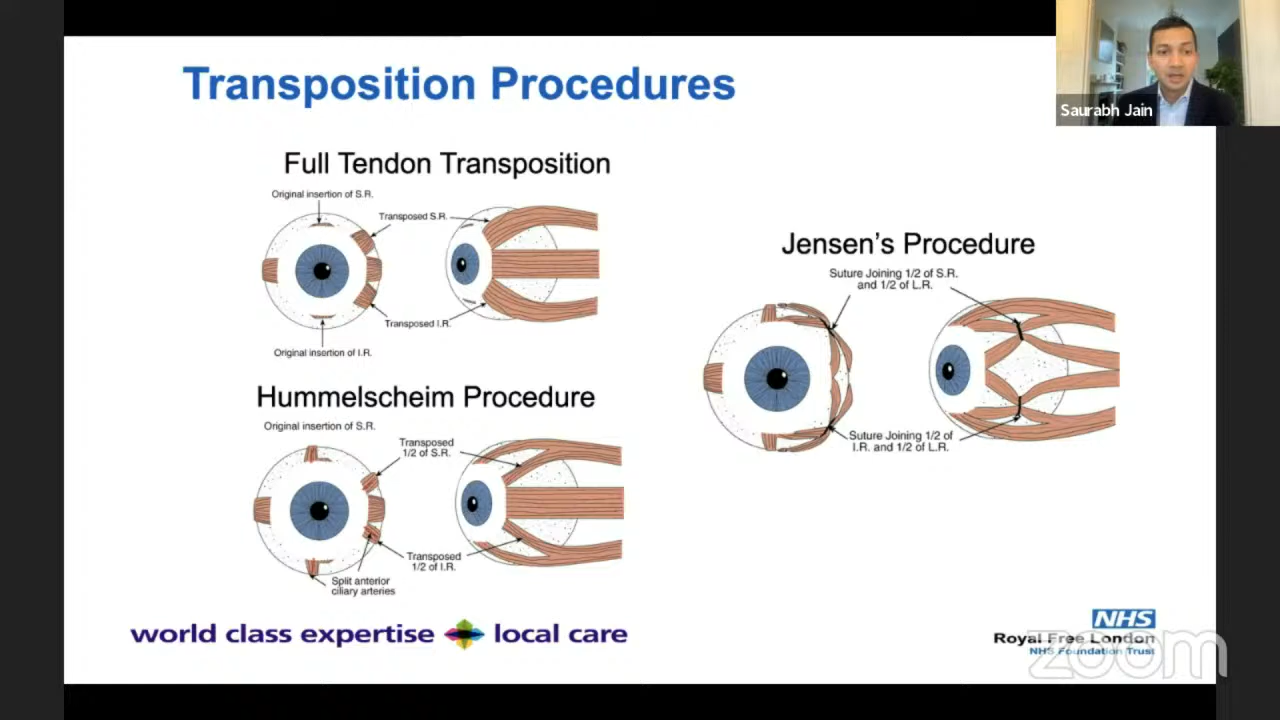 Transposition Procedures
Saurabh Jain
Full Tendon Transposition
Original insertion of S.R.
Transposed S.R.
Transposed I.R.
Original insertion of I.R.
Hummelscheim Procedure
Original insertion of S.R.
Transposed
1/2 of S.R.
Transposed
1/2 of I.R.
Split anterior
ciliary arteries
Jensen's Procedure
Suture Joining 1/2 of S.R.
and 1/2 of L.R.
Suture Joining 1/2 of
I.R. and 1/2 of L.R.
world class expertise local care
NHS
Royal Free London
NHS Foundation Trust
zoom